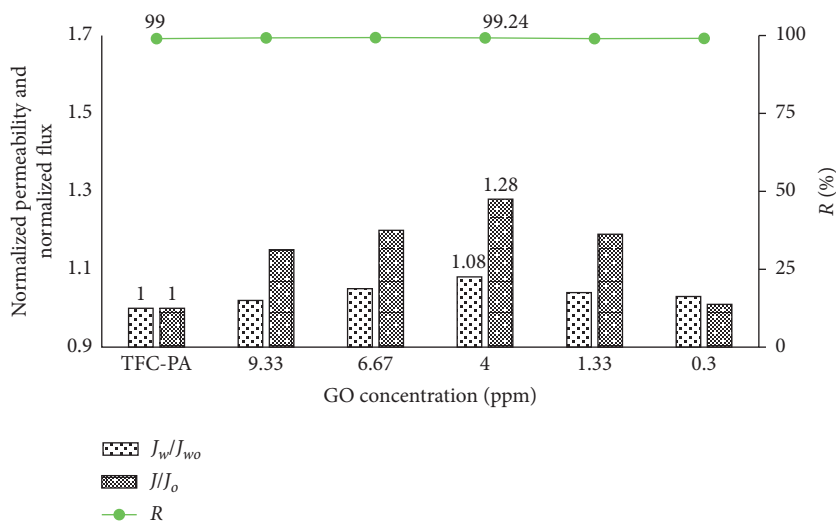 99
99.24
1.7
1.5
1.3
1.1
0.9
Normalized permeability and
normalized flux
1
1
1.08
1.28
100
75
50
25
0
R (%)
TFC-PA
9.33
6.67
4
1.33
0.3
GO concentration (ppm)
Jw/Jwo
J/Jo
R